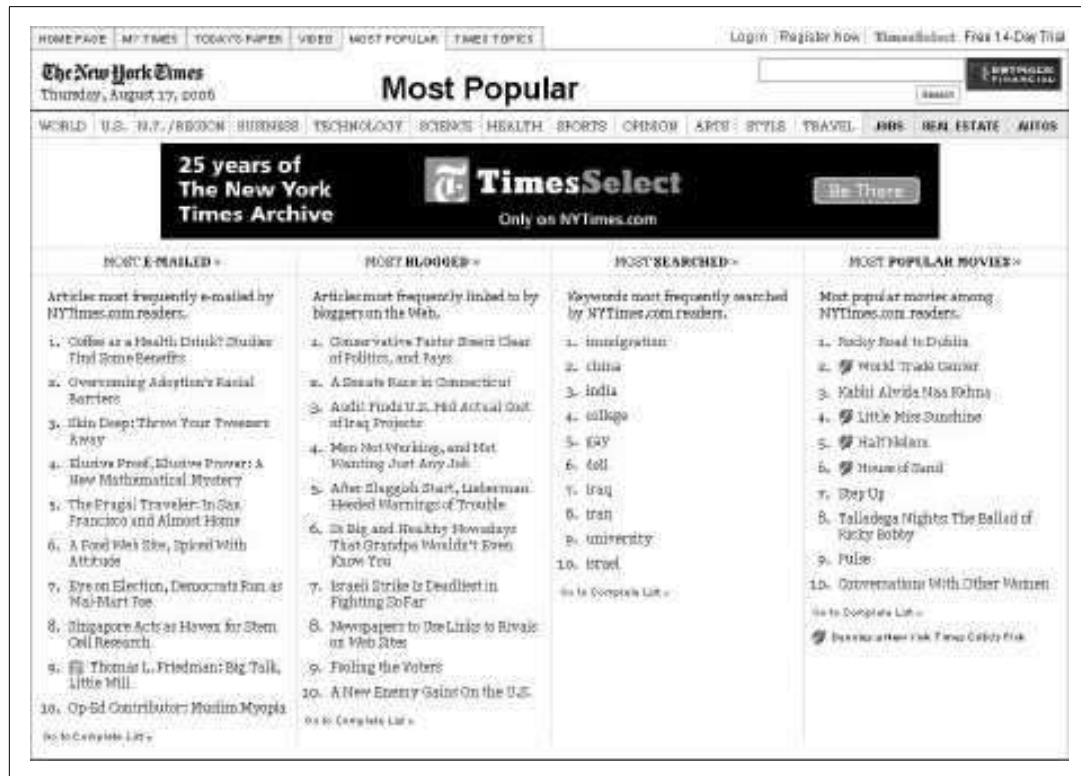 HOME PAGE MY TIMES TODAY'S PAPER VIDEO MOST POPULAR TIMES TOPICS
Log In Register Now TimesSelect Free 14-Day Trial
The New York Times
Thursday, August 17, 2006
Most Popular
Search
WORLD U.S. N.Y./REGION BUSINESS TECHNOLOGY SCIENCE HEALTH SPORTS OPINION ARTS STYLE TRAVEL JOBS REAL ESTATE AUTOS
25 years of
The New York
Times Archive
TimesSelect
Only on NYTimes.com
Be There
MOST E-MAILED »
Articles most frequently e-mailed by
NYTimes.com readers.
1. Coffee as a Health Drink? Studies
Find Some Benefits
2. Overcoming Adoption's Racial
Barriers
3. Skin Deep: Throw Your Tweezers
Away
4. Elusive Proof, Elusive Prover: A
New Mathematical Mystery
5. The Frugal Traveler: In San
Francisco and Almost Home
6. A Food Web Site, Spiced With
Attitude
7. Eye on Election, Democrats Run as
Wal-Mart Foe
8. Singapore Acts as Haven for Stem
Cell Research
9. Thomas L. Friedman: Big Talk,
Little Will
10. Op-Ed Contributor: Muslim Myopia
Go to Complete List »
MOST BLOGGED »
Articles most frequently linked to by
bloggers on the Web.
1. Conservative Pastor Steers Clear
of Politics, and Pays
2. A Senate Race in Connecticut
3. Audit Finds U.S. Hid Actual Cost
of Iraq Projects
4. Men Not Working, and Not
Wanting Just Any Job
5. After Sluggish Start, Lieberman
Heeded Warnings of Trouble
6. So Big and Healthy Nowadays
That Grandpa Wouldn't Even
Know You
7. Israeli Strike Is Deadliest in
Fighting So Far
8. Newspapers to Use Links to Rivals
on Web Sites
9. Fooling the Voters
10. A New Enemy Gains On the U.S.
Go to Complete List »
MOST SEARCHED »
Keywords most frequently searched
by NYTimes.com readers.
1. immigration
2. china
3. india
4. college
5. gay
6. dell
7. iraq
8. iran
9. university
10. israel
Go to Complete List »
MOST POPULAR MOVIES »
Most popular movies among
NYTimes.com readers.
1. Rocky Road to Dublin
2. World Trade Center
3. Kabhi Alvida Naa Kehna
4. Little Miss Sunshine
5. Half Nelson
6. House of Sand
7. Step Up
8. Talladega Nights: The Ballad of
Ricky Bobby
9. Pulse
10. Conversations With Other Women
Go to Complete List »
Times Critics' Pick